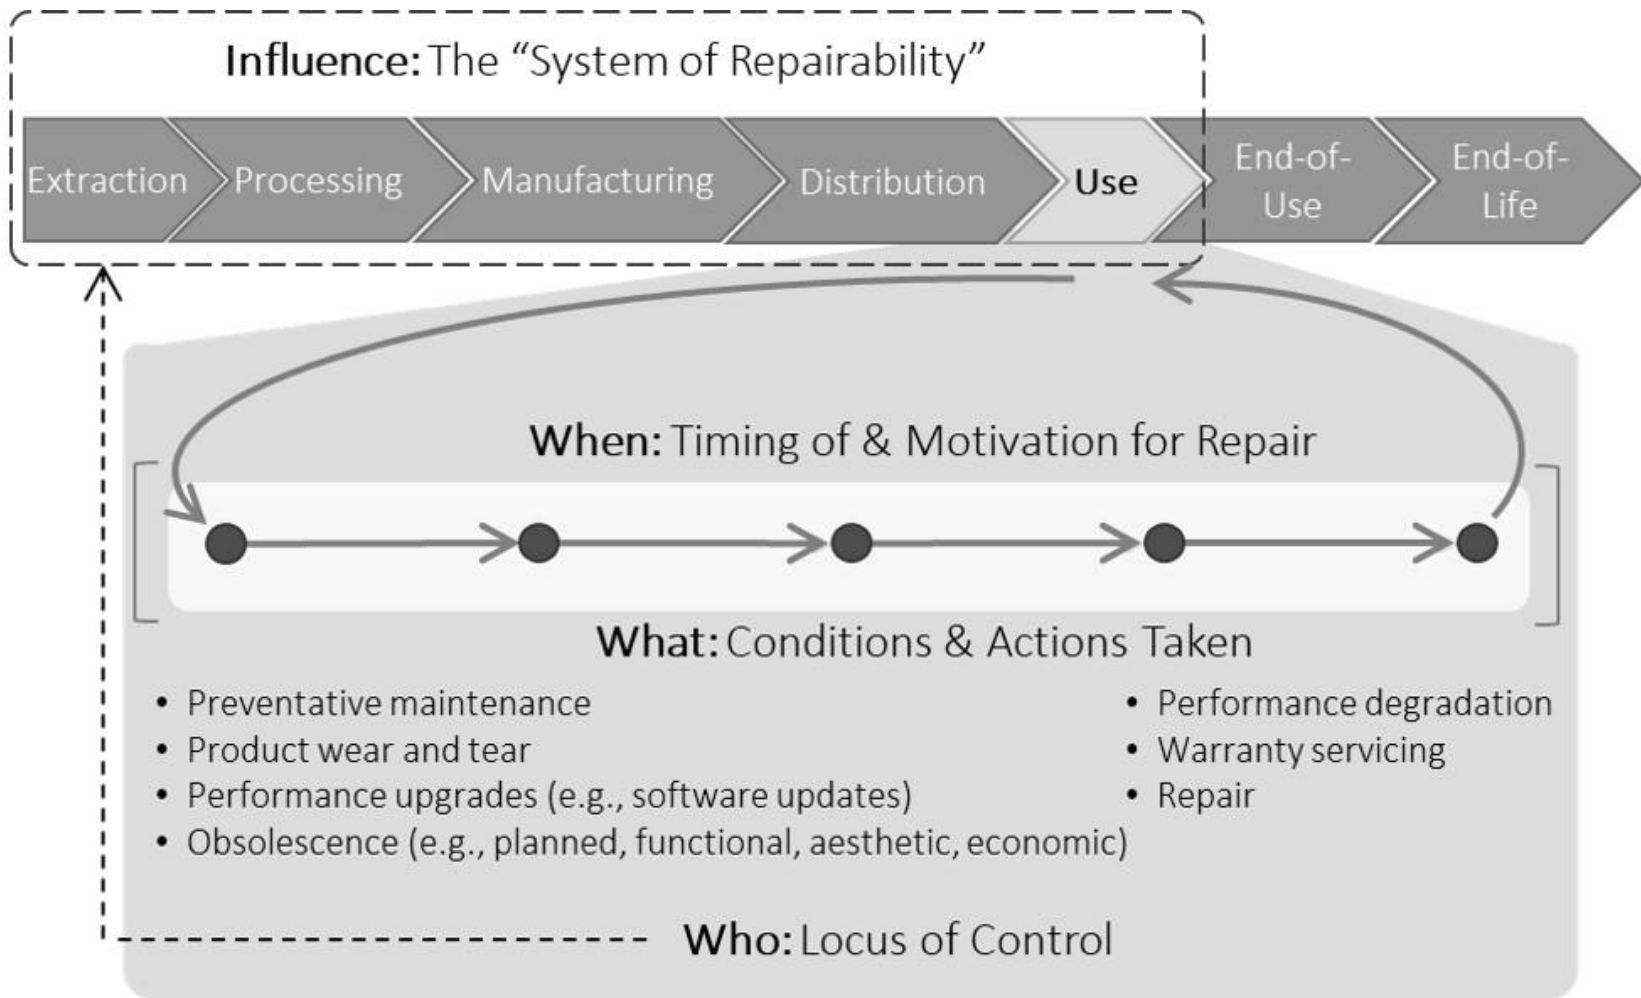 Influence: The “System of Repairability”
Extraction
Processing
Manufacturing
Distribution
Use
End-of-
Use
End-of-
Life
When: Timing of & Motivation for Repair
What: Conditions & Actions Taken
• Preventative maintenance
• Product wear and tear
• Performance upgrades (e.g., software updates)
• Obsolescence (e.g., planned, functional, aesthetic, economic)
• Performance degradation
• Warranty servicing
• Repair
Who: Locus of Control